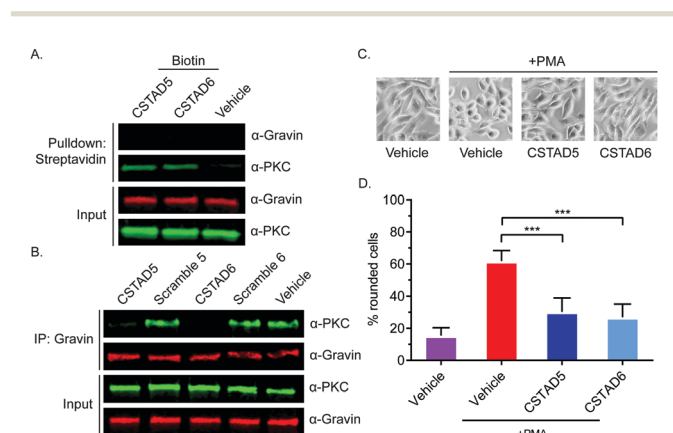 A.
Biotin
CSTAD5
CSTAD6
Vehicle
Pulldown:
Streptavidin
α-Gravin
α-PKC
Input
α-Gravin
α-PKC
B.
CSTAD5
Scramble 5
CSTAD6
Scramble 6
Vehicle
IP: Gravin
α-PKC
α-Gravin
Input
α-PKC
α-Gravin
C.
+PMA
Vehicle
Vehicle
CSTAD5
CSTAD6
D.
% rounded cells
100
80
60
40
20
0
***
***
Vehicle
Vehicle
CSTAD5
CSTAD6
+PMA